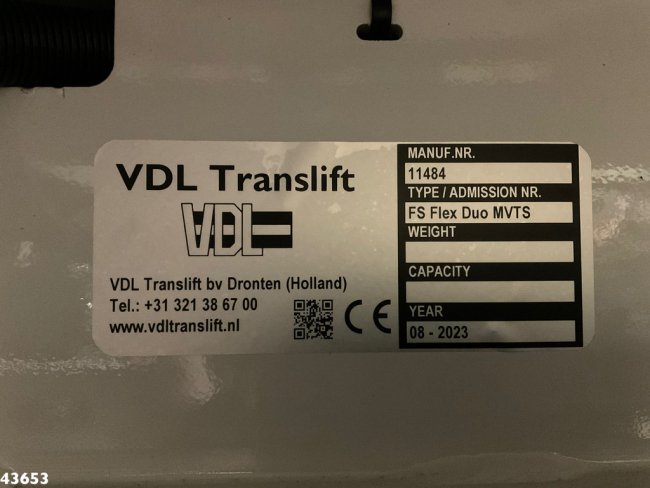 VDL Translift
VDL
VDL Translift bv Dronten (Holland)
Tel.: +31 321 38 67 00
www.vdltranslift.nl
CE
MANUF.NR.
11484
TYPE / ADMISSION NR.
FS Flex Duo MVTS
WEIGHT
CAPACITY
YEAR
08 - 2023
43653